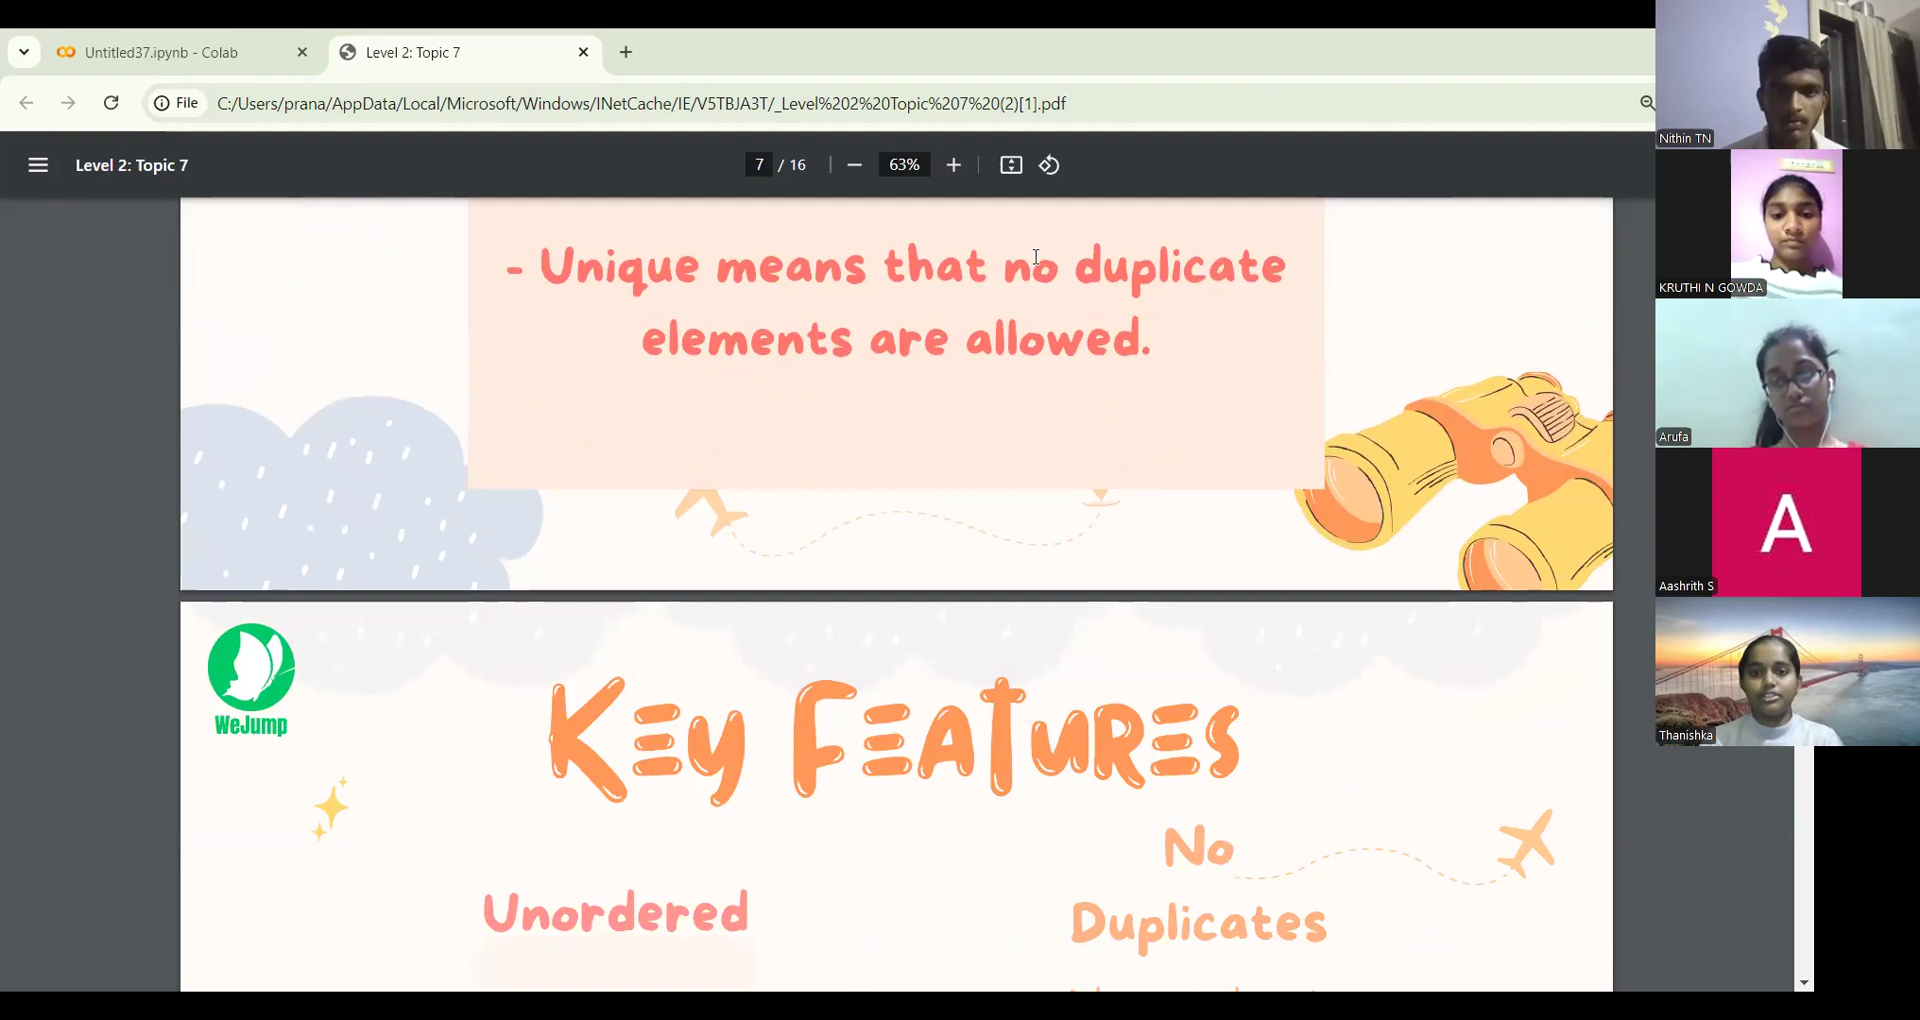 Untitled37.ipynb - Colab
Level 2: Topic 7
File
C:/Users/prana/AppData/Local/Microsoft/Windows/INetCache/IE/V5TBJA3T/_Level%202%20Topic%207%20(2)[1].pdf
Level 2: Topic 7
7 / 16
63%
- Unique means that no duplicate
elements are allowed.
WeJump
Key Features
No
Duplicates
Unordered
Nithin TN
KRUTHI N GOWDA
Arufa
A
Aashrith S
Thanishka